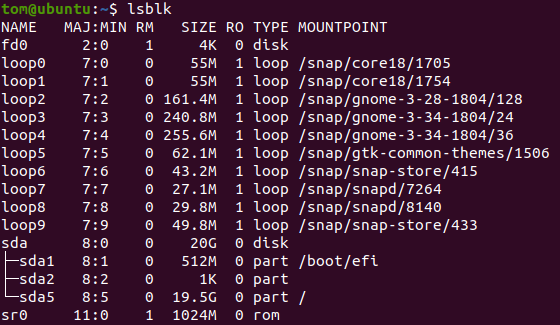 tom@ubuntu:~$ lsblk
NAME   MAJ:MIN RM   SIZE RO TYPE MOUNTPOINT
fd0      2:0    1     4K  0 disk
loop0    7:0    0    55M  1 loop /snap/core18/1705
loop1    7:1    0    55M  1 loop /snap/core18/1754
loop2    7:2    0 161.4M  1 loop /snap/gnome-3-28-1804/128
loop3    7:3    0 240.8M  1 loop /snap/gnome-3-34-1804/24
loop4    7:4    0 255.6M  1 loop /snap/gnome-3-34-1804/36
loop5    7:5    0  62.1M  1 loop /snap/gtk-common-themes/1506
loop6    7:6    0  43.2M  1 loop /snap/snap-store/415
loop7    7:7    0  27.1M  1 loop /snap/snapd/7264
loop8    7:8    0  29.8M  1 loop /snap/snapd/8140
loop9    7:9    0  49.8M  1 loop /snap/snap-store/433
sda      8:0    0    20G  0 disk
├─sda1   8:1    0   512M  0 part /boot/efi
├─sda2   8:2    0     1K  0 part
└─sda5   8:5    0  19.5G  0 part /
sr0     11:0    1  1024M  0 rom